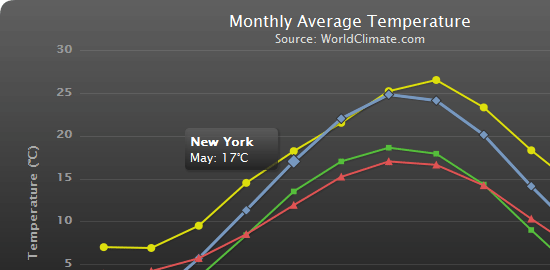 Monthly Average Temperature
Source: WorldClimate.com
Temperature (°C)
30
25
20
15
10
5
New York
May: 17°C